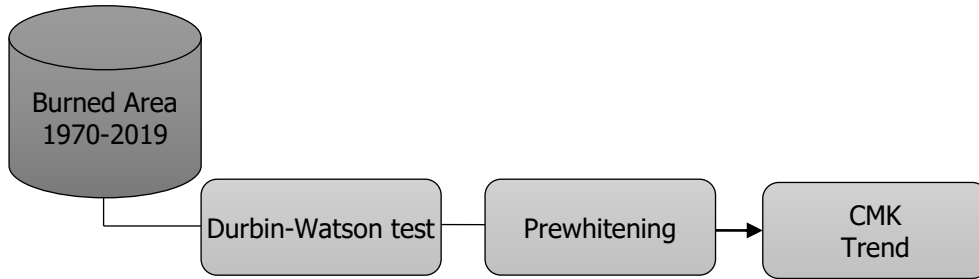 Burned Area
1970-2019
Durbin-Watson test
Prewhitening
CMK
Trend